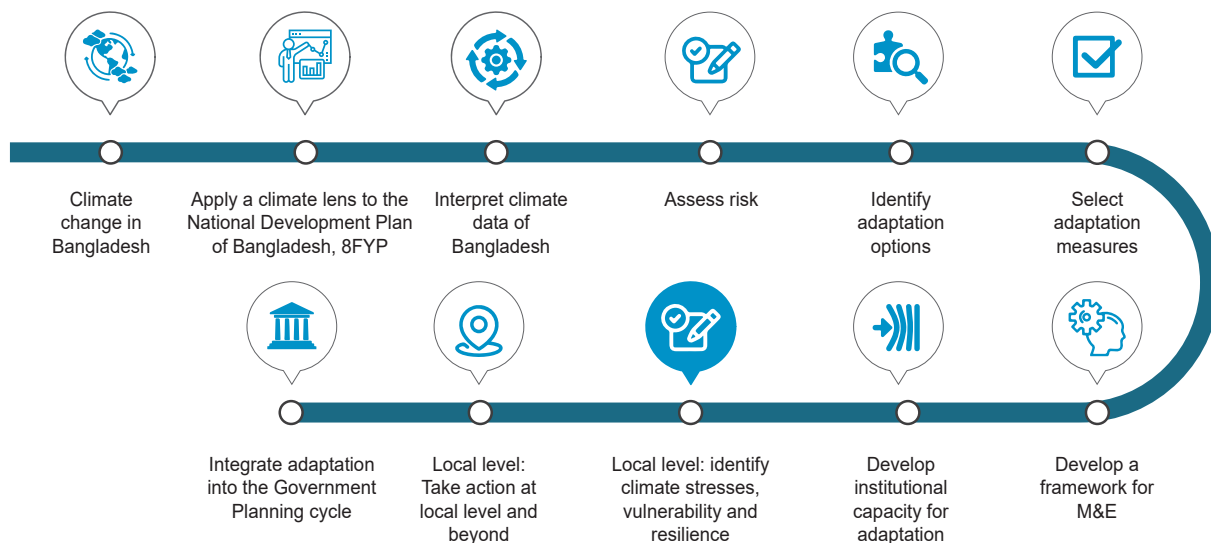 Climate
change in
Bangladesh
Apply a climate lens to the
National Development Plan
of Bangladesh, 8FYP
Interpret climate
data of
Bangladesh
Assess risk
Identify
adaptation
options
Select
adaptation
measures
Integrate adaptation
into the Government
Planning cycle
Local level:
Take action at
local level and
beyond
Local level: identify
climate stresses,
vulnerability and
resilience
Develop
institutional
capacity for
adaptation
Develop a
framework for
M&E